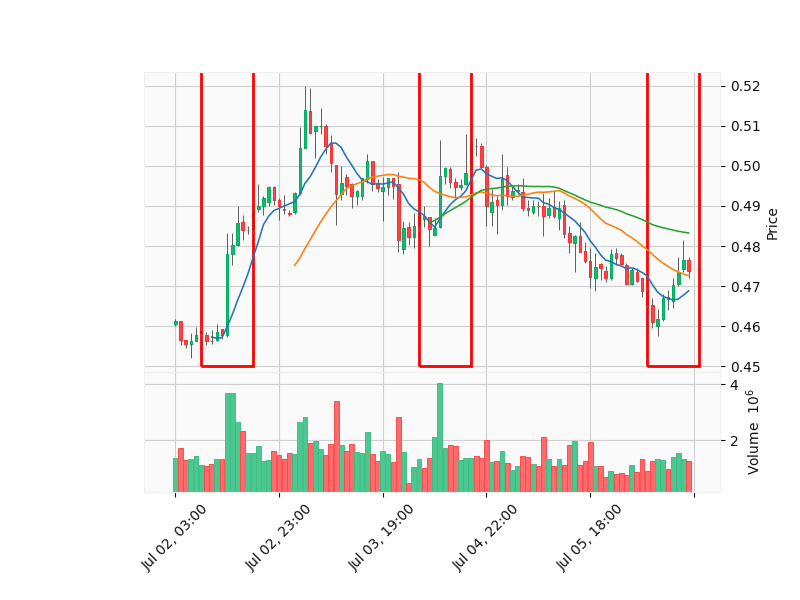 0.52
0.51
0.50
0.49
0.48
0.47
0.46
0.45
Price
4
2
Volume 10^6
Jul 02, 03:00
Jul 02, 23:00
Jul 03, 19:00
Jul 04, 22:00
Jul 05, 18:00